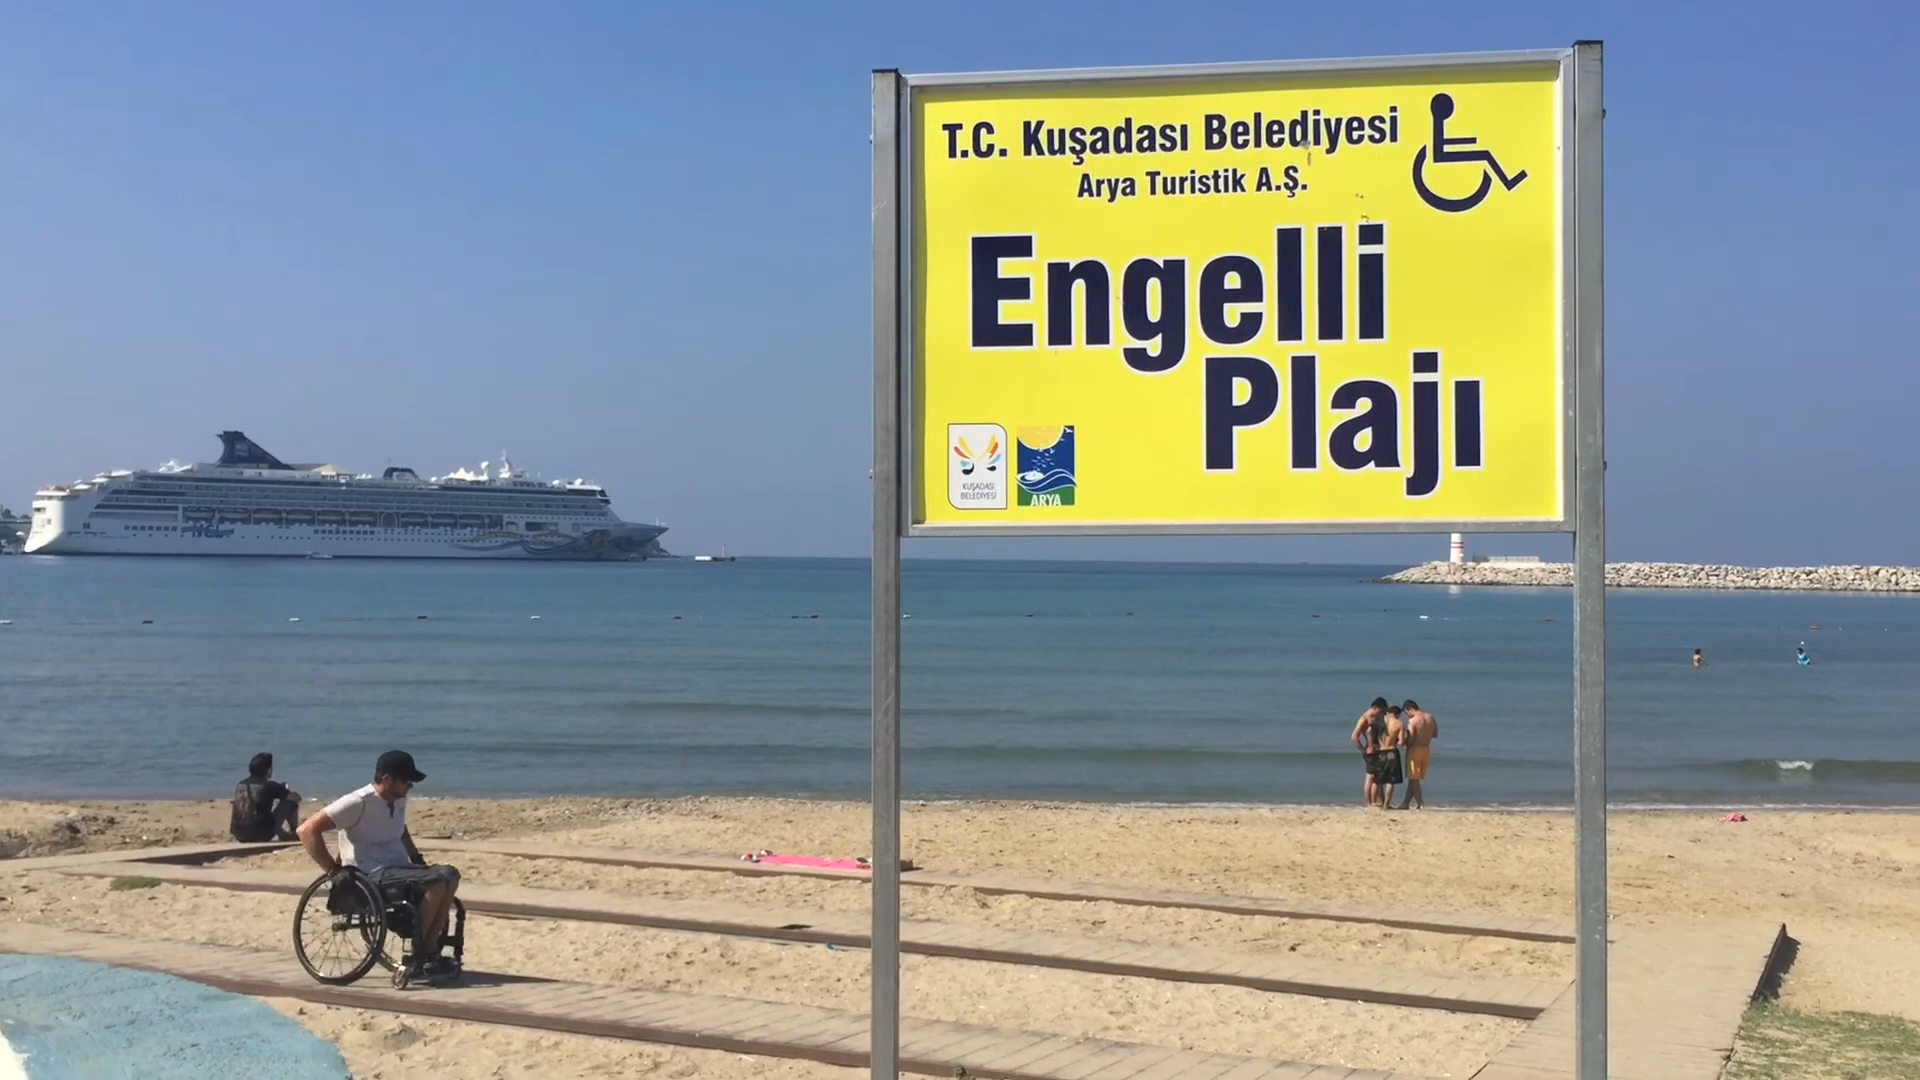 T.C. Kuşadası Belediyesi
Arya Turistik A.Ş.
Engelli
Plajı
KUŞADASI
BELEDİYESİ
ARYA